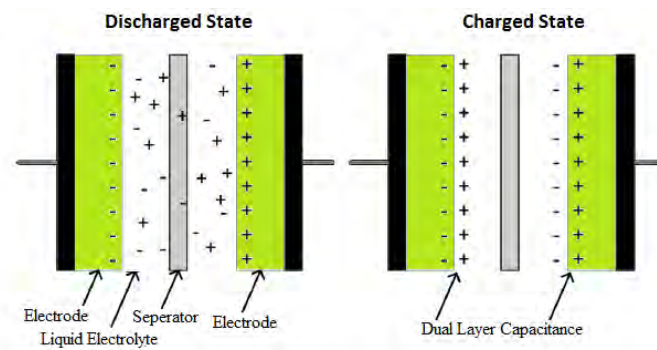 Discharged State
Charged State
Electrode
Liquid Electrolyte
Seperator
Electrode
Dual Layer Capacitance